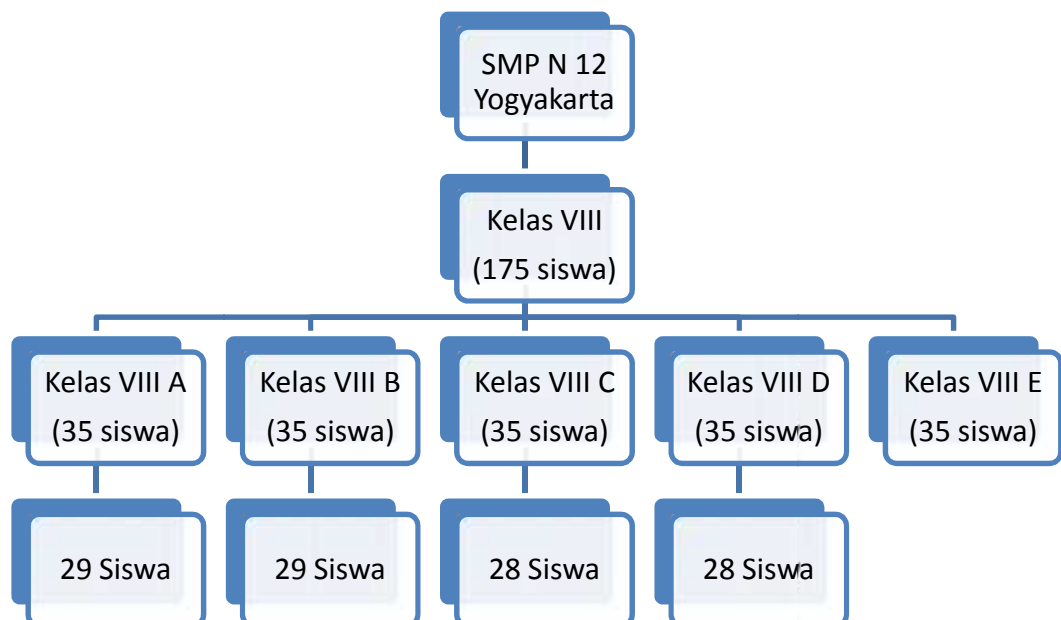 SMP N 12
Yogyakarta
Kelas VIII
(175 siswa)
Kelas VIII A
(35 siswa)
Kelas VIII B
(35 siswa)
Kelas VIII C
(35 siswa)
Kelas VIII D
(35 siswa)
Kelas VIII E
(35 siswa)
29 Siswa
29 Siswa
28 Siswa
28 Siswa